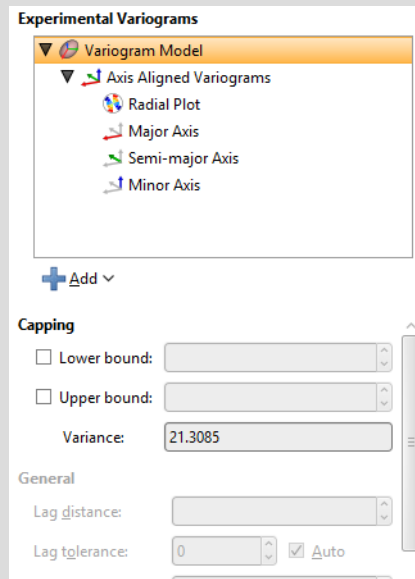 Experimental Variograms
Variogram Model
Axis Aligned Variograms
Radial Plot
Major Axis
Semi-major Axis
Minor Axis
Add
Capping
Lower bound:
Upper bound:
Variance: 21.3085
General
Lag distance:
Lag tolerance: 0 Auto